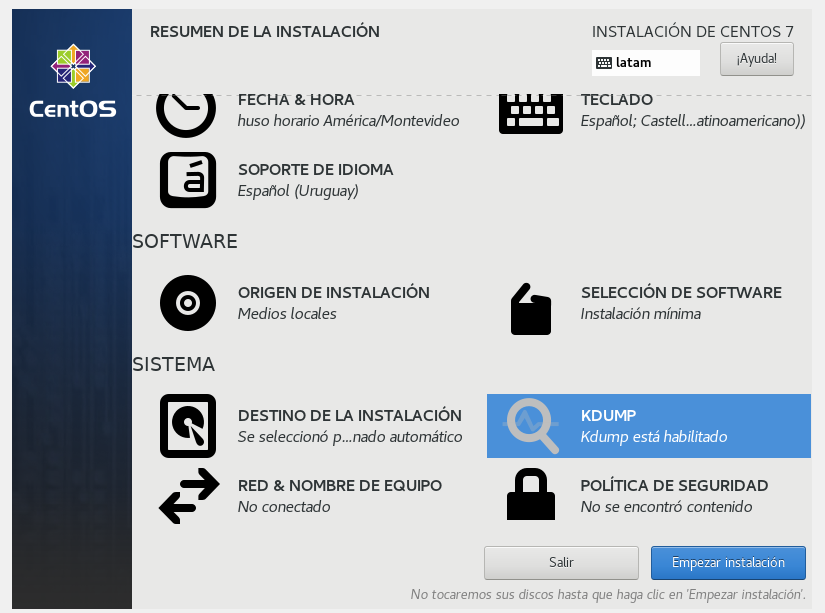 RESUMEN DE LA INSTALACIÓN
INSTALACIÓN DE CENTOS 7
latam
¡Ayuda!
CentOS
FECHA & HORA
huso horario América/Montevideo
TECLADO
Español; Castell...atinoamericano))
á
SOPORTE DE IDIOMA
Español (Uruguay)
SOFTWARE
ORIGEN DE INSTALACIÓN
Medios locales
SELECCIÓN DE SOFTWARE
Instalación mínima
SISTEMA
DESTINO DE LA INSTALACIÓN
Se seleccionó p...nado automático
KDUMP
Kdump está habilitado
RED & NOMBRE DE EQUIPO
No conectado
POLÍTICA DE SEGURIDAD
No se encontró contenido
Salir
Empezar instalación
No tocaremos sus discos hasta que haga clic en 'Empezar instalación'.